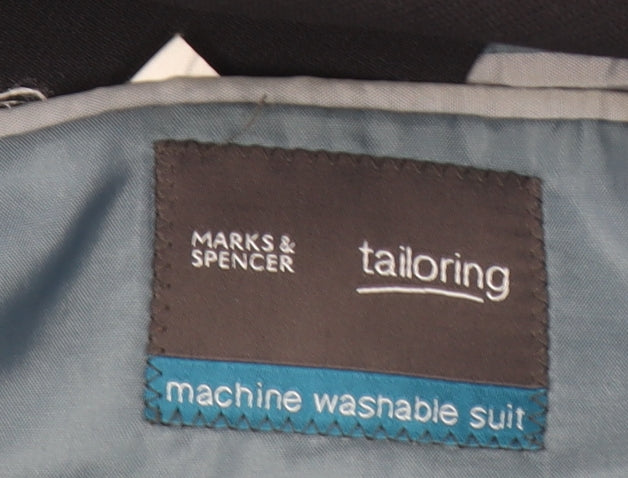 MARKS &
SPENCER
tailoring
machine washable suit